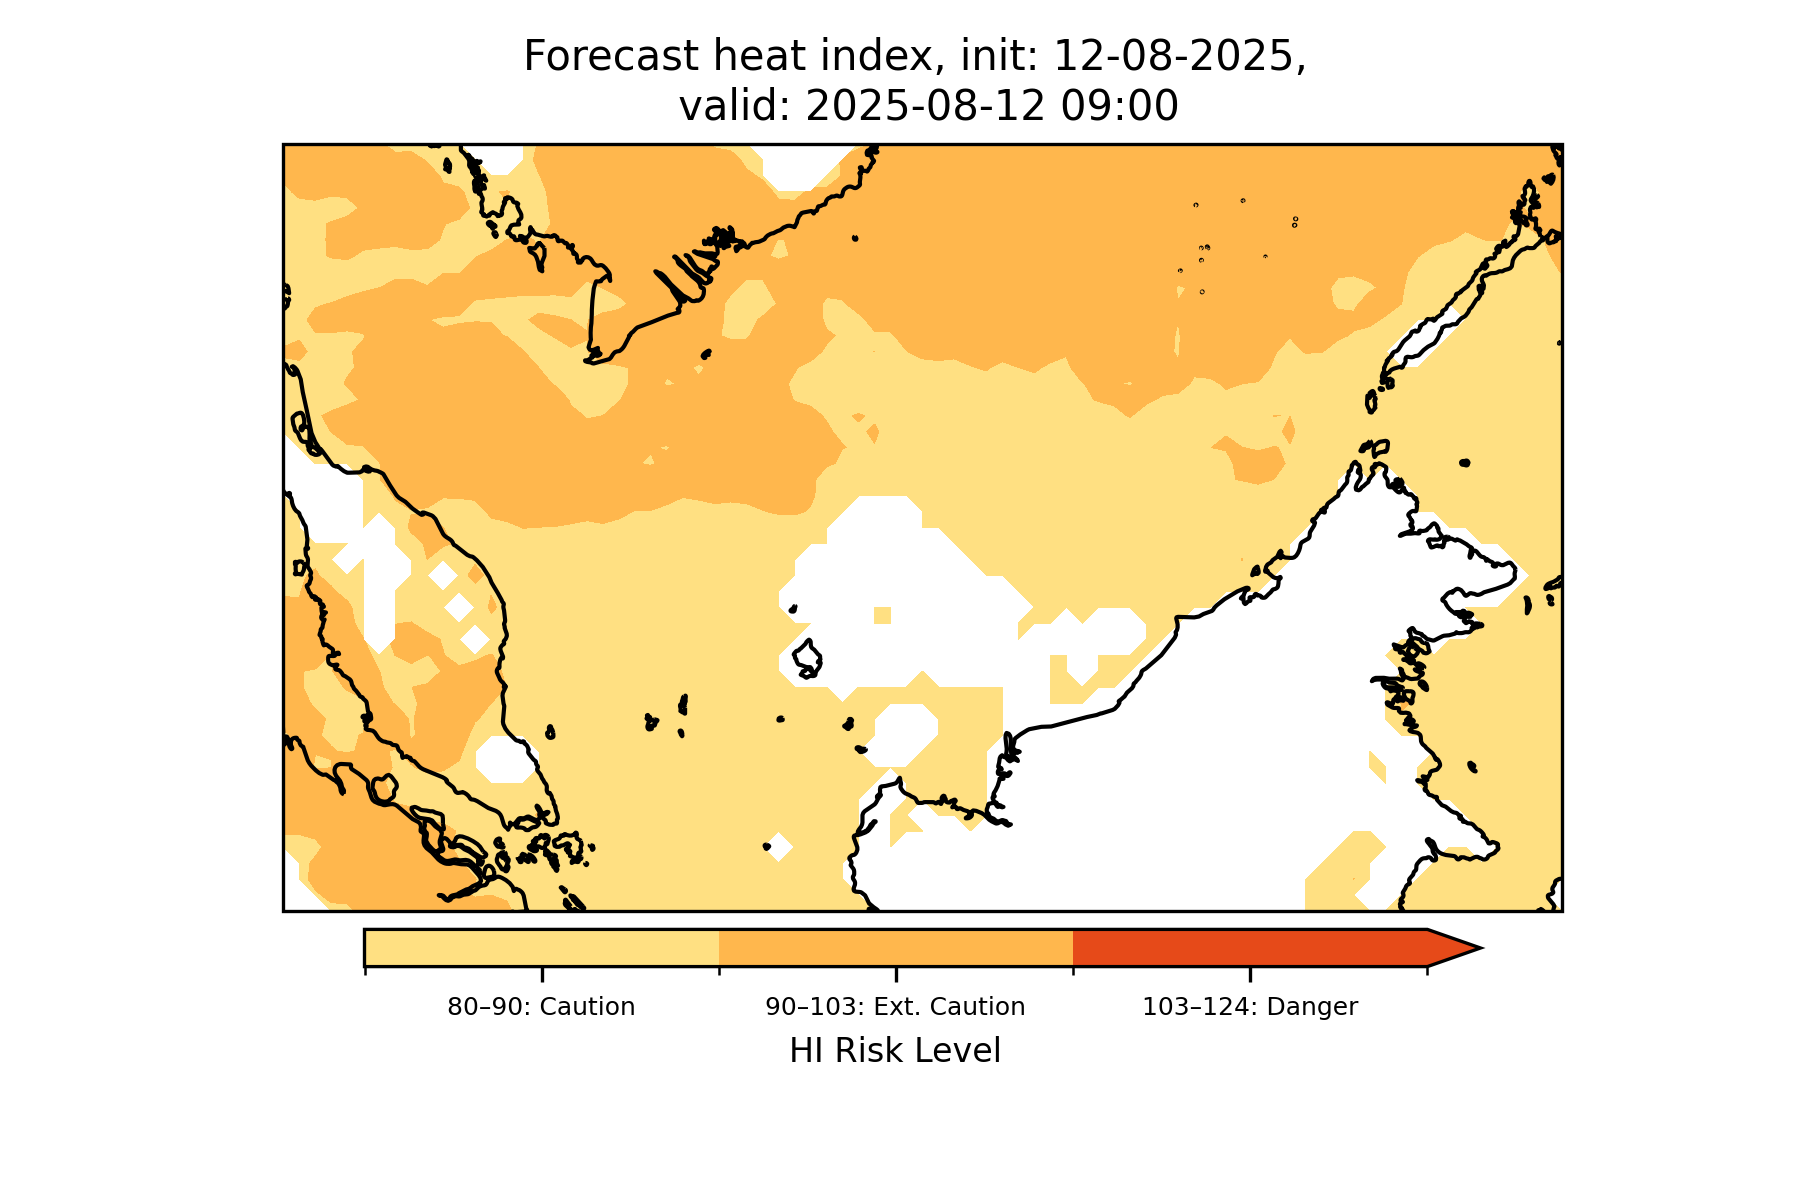 Forecast heat index, init: 12-08-2025,
valid: 2025-08-12 09:00
80–90: Caution
90–103: Ext. Caution
103–124: Danger
HI Risk Level